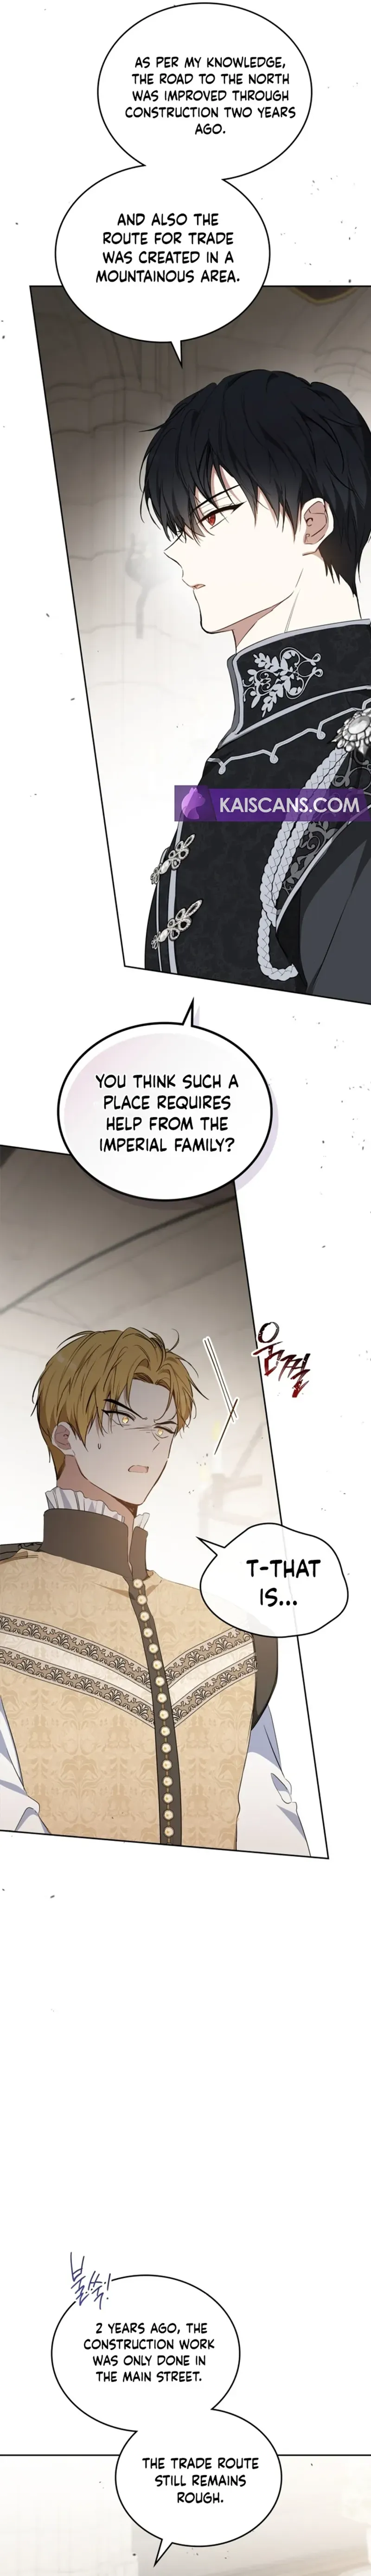 AS PER MY KNOWLEDGE,
THE ROAD TO THE NORTH
WAS IMPROVED THROUGH
CONSTRUCTION TWO YEARS
AGO.
AND ALSO THE
ROUTE FOR TRADE
WAS CREATED IN A
MOUNTAINOUS AREA.
KAISCANS.COM
YOU THINK SUCH A
PLACE REQUIRES
HELP FROM THE
IMPERIAL FAMILY?
움찔
T-THAT
IS...
불쑥!
2 YEARS AGO, THE
CONSTRUCTION WORK
WAS ONLY DONE IN
THE MAIN STREET.
THE TRADE ROUTE
STILL REMAINS
ROUGH.